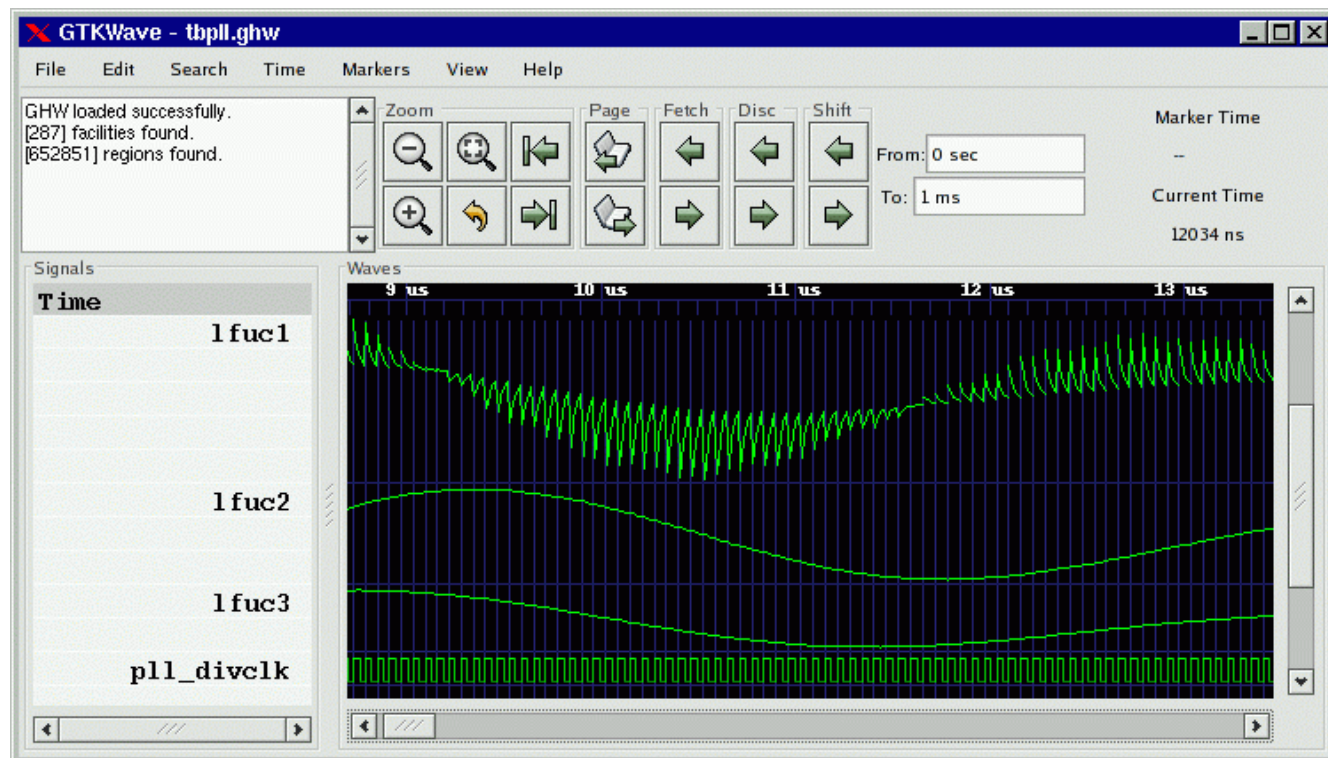 GTKWave - tbpll.ghw
File Edit Search Time Markers View Help
GHW loaded successfully.
[287] facilities found.
[652851] regions found.
Zoom Page Fetch Disc Shift
From: 0 sec
To: 1 ms
Marker Time
--
Current Time
12034 ns
Signals
Waves
Time
9 us 10 us 11 us 12 us 13 us
lfuc1
lfuc2
lfuc3
pll_divclk